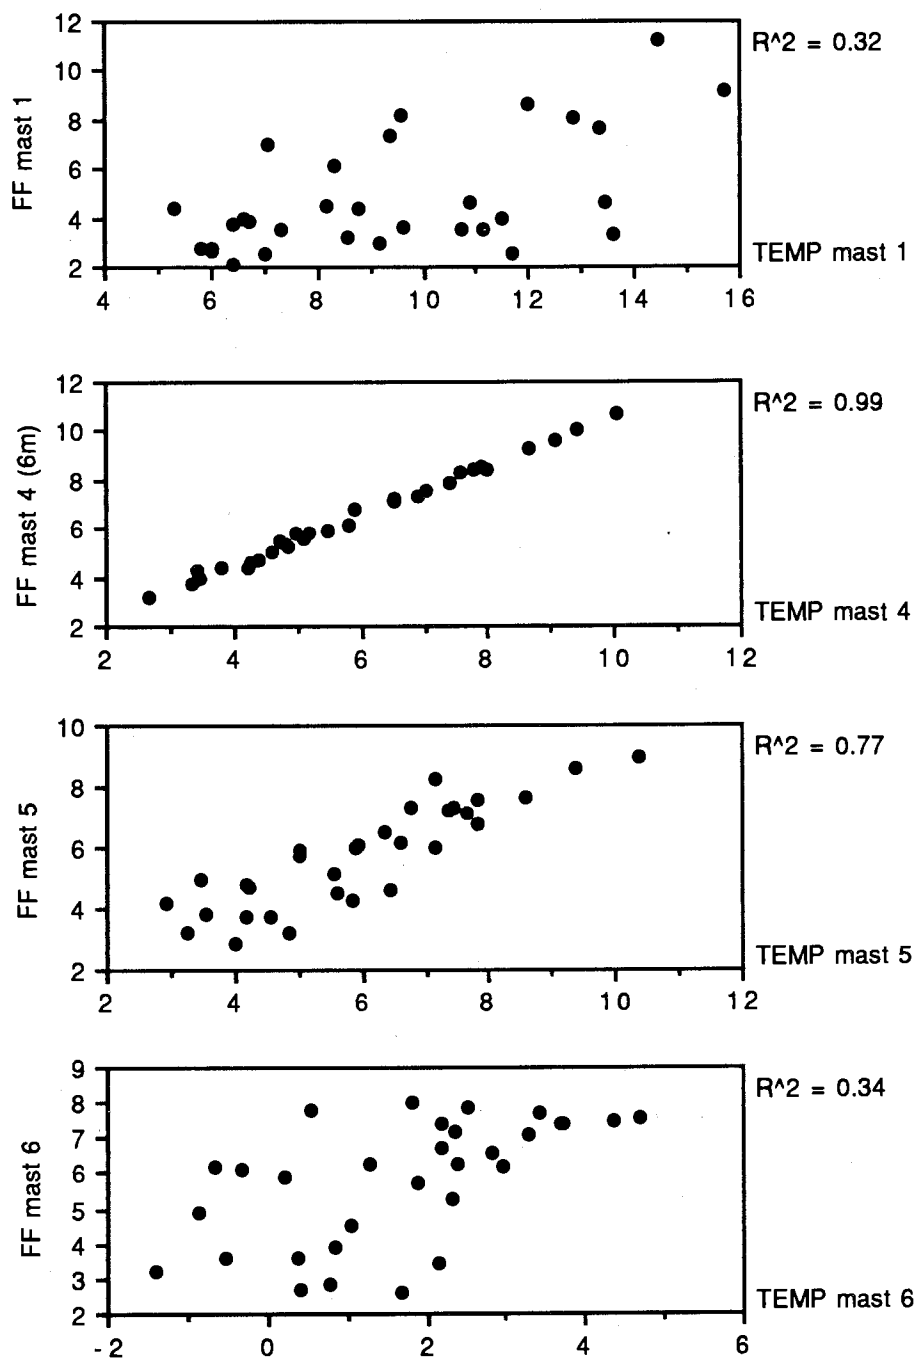 12
R^2 = 0.32
10
8
6
4
2
FF mast 1
TEMP mast 1
4 6 8 10 12 14 16
12
R^2 = 0.99
10
8
6
4
2
FF mast 4 (6m)
TEMP mast 4
2 4 6 8 10 12
10
R^2 = 0.77
8
6
4
2
FF mast 5
TEMP mast 5
2 4 6 8 10 12
9
R^2 = 0.34
8
7
6
5
4
3
2
FF mast 6
TEMP mast 6
-2 0 2 4 6